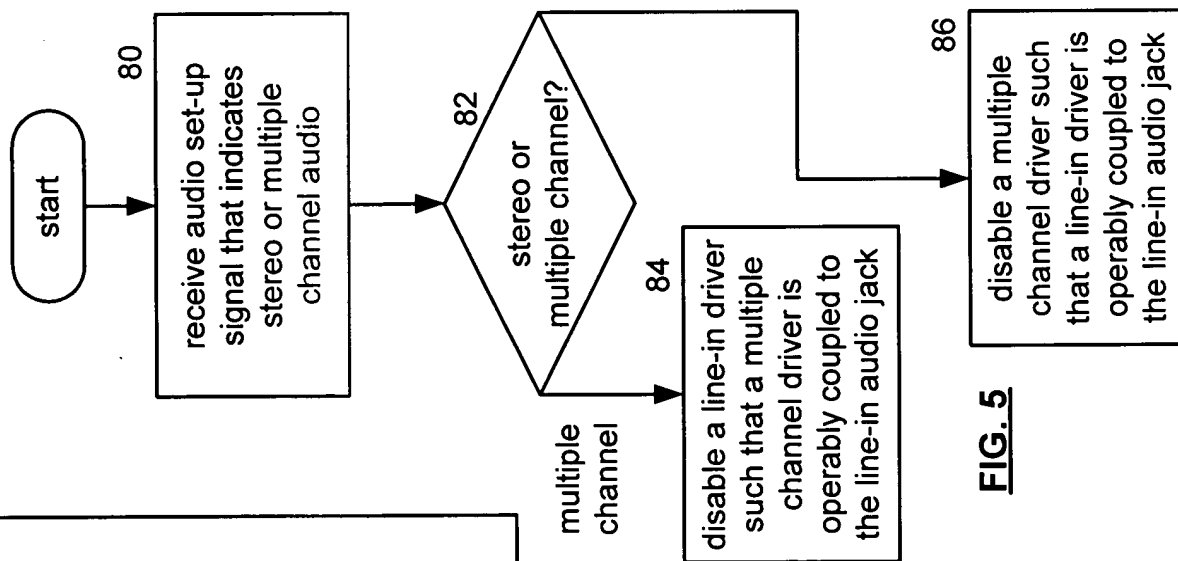 start
80
receive audio set-up
signal that indicates
stereo or multiple
channel audio
82
stereo or
multiple channel?
multiple
channel
84
disable a line-in driver
such that a multiple
channel driver is
operably coupled to
the line-in audio jack
86
disable a multiple
channel driver such
that a line-in driver is
operably coupled to
the line-in audio jack
FIG. 5